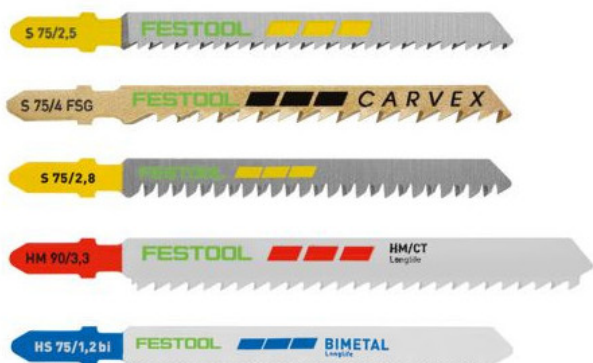 S 75/2,5 FESTOOL
S 75/4 FSG FESTOOL CARVEX
S 75/2,8 FESTOOL
HM 90/3,3 FESTOOL HM/CT
Longlife
HS 75/1,2 bi FESTOOL BIMETAL
Longlife